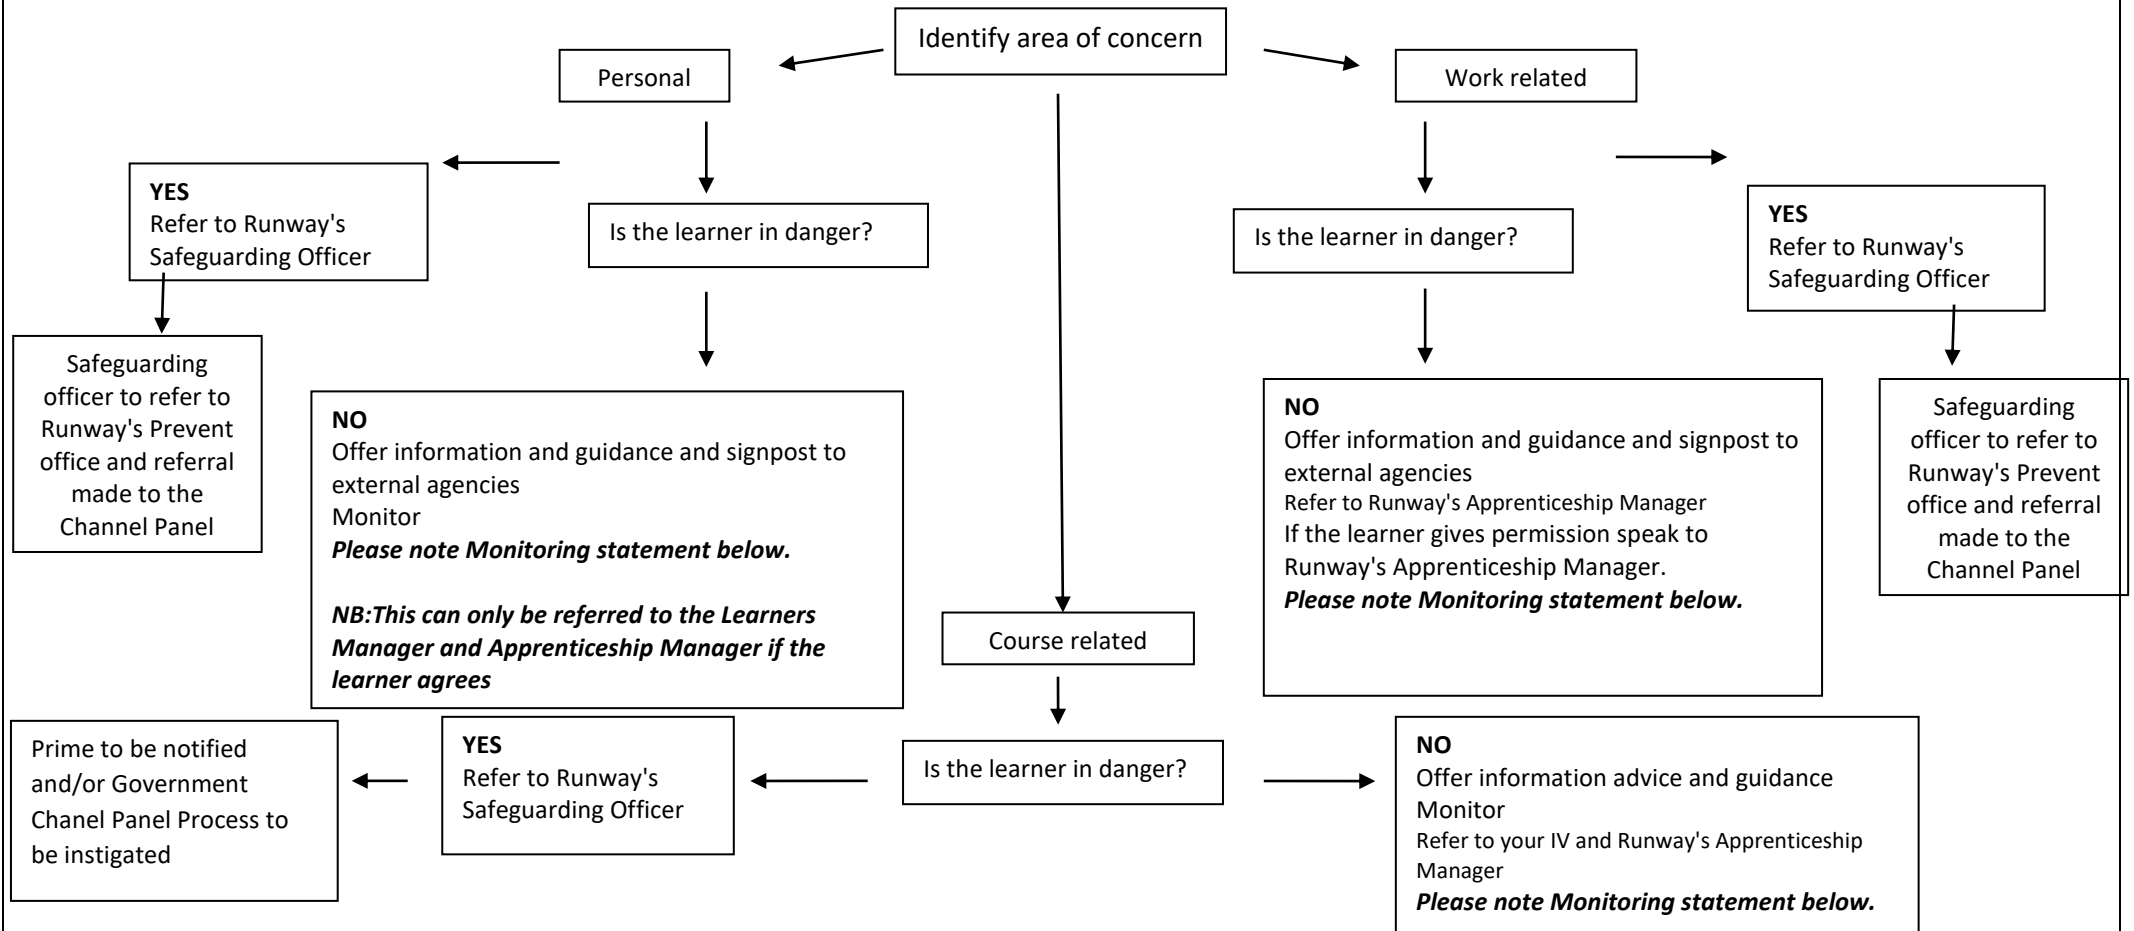 Identify area of concern
Personal
Work related
YES
Refer to Runway's
Safeguarding Officer
Is the learner in danger?
Is the learner in danger?
YES
Refer to Runway's
Safeguarding Officer
Safeguarding
officer to refer to
Runway's Prevent
office and referral
made to the
Channel Panel
NO
Offer information and guidance and signpost to
external agencies
Monitor
Please note Monitoring statement below.
NB:This can only be referred to the Learners
Manager and Apprenticeship Manager if the
learner agrees
NO
Offer information and guidance and signpost to
external agencies
Refer to Runway's Apprenticeship Manager
If the learner gives permission speak to
Runway's Apprenticeship Manager.
Please note Monitoring statement below.
Safeguarding
officer to refer to
Runway's Prevent
office and referral
made to the
Channel Panel
Course related
Prime to be notified
and/or Government
Chanel Panel Process to
be instigated
YES
Refer to Runway's
Safeguarding Officer
Is the learner in danger?
NO
Offer information advice and guidance
Monitor
Refer to your IV and Runway's Apprenticeship
Manager
Please note Monitoring statement below.